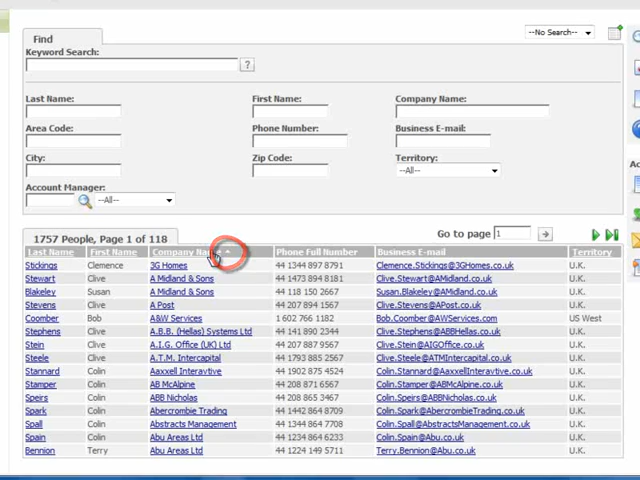 Find
--No Search--
Keyword Search:
?
Last Name: First Name: Company Name:
Area Code: Phone Number: Business E-mail:
City: Zip Code: Territory:
--All--
Account Manager:
--All--
1757 People, Page 1 of 118 Go to page 1
Last Name First Name Company Phone Full Number Business E-mail Territory
Stickings Clemence 3G Homes 44 1344 897 8791 Clemence.Stickings@3GHomes.co.uk U.K.
Stewart Clive A Midland & Sons 44 1473 894 8181 Clive.Stewart@AMidland.co.uk U.K.
Blakeley Susan A Midland & Sons 44 118 150 2667 Susan.Blakeley@AMidland.co.uk U.K.
Stevens Clive A Post 44 207 894 1567 Clive.Stevens@APost.co.uk U.K.
Coomber Bob A&W Services 1 602 766 1182 Bob.Coomber@AWServices.com US West
Stephens Clive A.B.B. (Hellas) Systems Ltd 44 141 890 2344 Clive.Stephens@ABBHellas.co.uk U.K.
Stein Clive A.I.G. Office (UK) Ltd 44 207 887 9571 Clive.Stein@AIGOffice.co.uk U.K.
Steele Clive A.T.M. Intercapital 44 1793 885 2567 Clive.Steele@ATMIntercapital.co.uk U.K.
Stannard Colin Aaxxell Interavtive 44 1902 875 4524 Colin.Stannard@AaxxellInteravtive.co.uk U.K.
Stamper Colin AB McAlpine 44 208 871 6567 Colin.Stamper@ABMcAlpine.co.uk U.K.
Speirs Colin ABB Nicholas 44 208 865 3467 Colin.Speirs@ABBNicholas.co.uk U.K.
Spark Colin Abercrombie Trading 44 1442 864 8709 Colin.Spark@AbercrombieTrading.co.uk U.K.
Spall Colin Abstracts Management 44 1344 864 7708 Colin.Spall@AbstractsManagement.co.uk U.K.
Spain Colin Abu Areas Ltd 44 1234 864 6233 Colin.Spain@Abu.co.uk U.K.
Bennion Terry Abu Areas Ltd 44 1224 149 5711 Terry.Bennion@Abu.co.uk U.K.